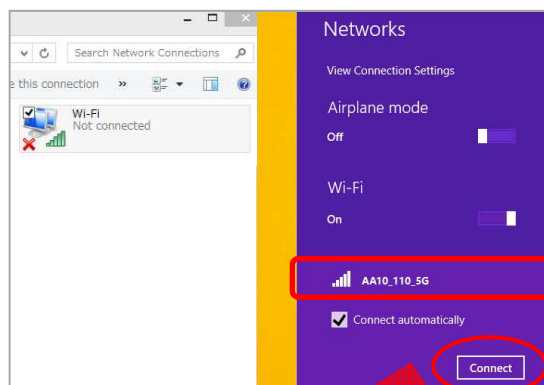 Search Network Connections
e this connection »
Wi-Fi
Not connected
Networks
View Connection Settings
Airplane mode
Off
Wi-Fi
On
AA10_110_5G
Connect automatically
Connect